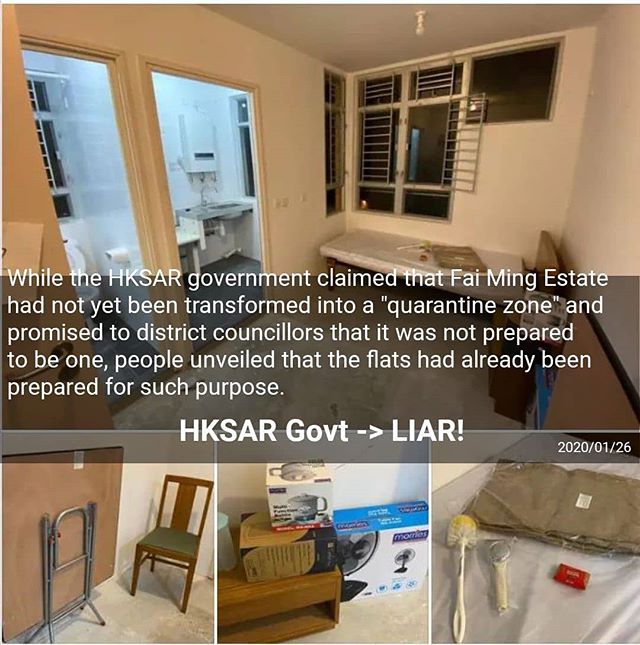 While the HKSAR government claimed that Fai Ming Estate
had not yet been transformed into a "quarantine zone" and
promised to district councillors that it was not prepared
to be one, people unveiled that the flats had already been
prepared for such purpose.
HKSAR Govt -> LIAR!
2020/01/26
morries
morries